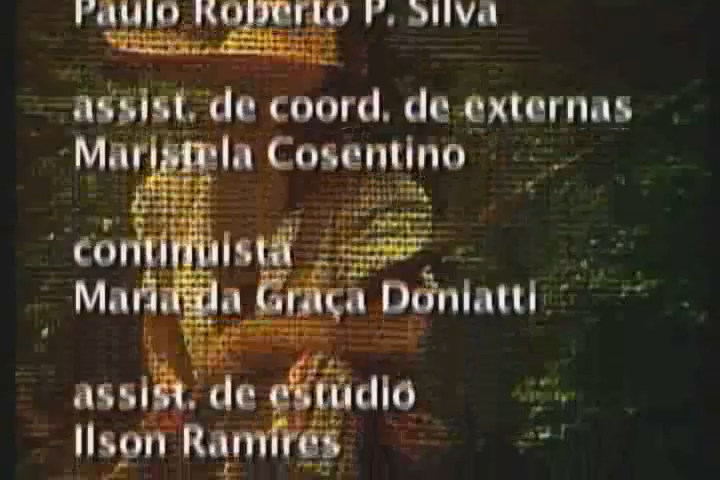 Paulo Roberto P. Silva
assist. de coord. de externas
Maristela Cosentino
continuista
Maria da Graça Doniatti
assist. de estúdio
Ilson Ramires